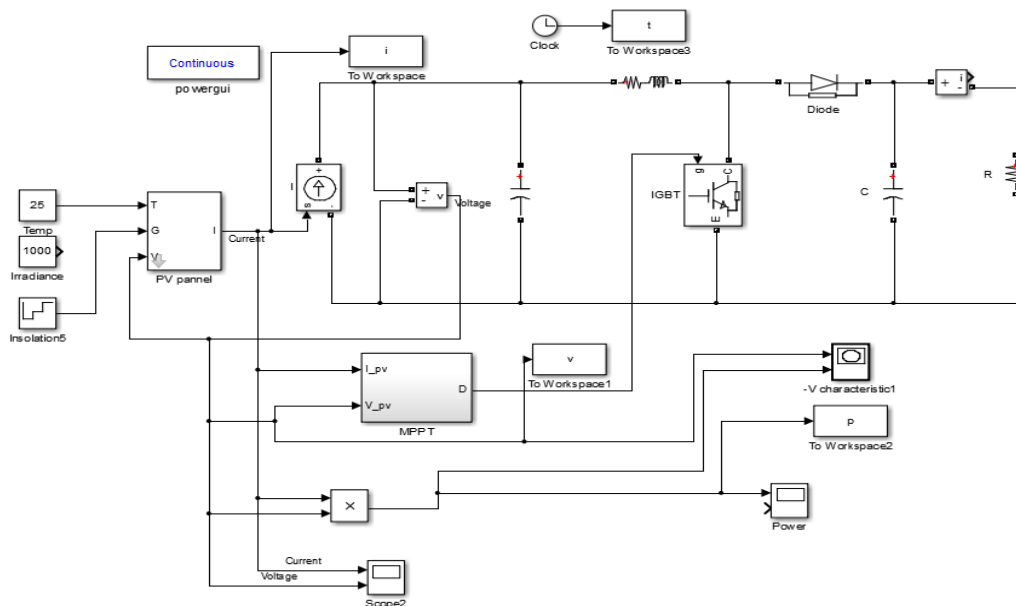 Continuous
powergui
i
To Workspace
Clock
t
To Workspace3
Diode
+
-
i
+
I
s
-
+
-
v
Voltage
+
g
C
E
IGBT
C
+
R
+
25
Temp
1000
Irradiance
Insolation5
T
G
V
I
PV pannel
Current
I_pv
V_pv
D
MPPT
v
To Workspace1
-V characteristic1
p
To Workspace2
×
Power
Current
Voltage
Scope2